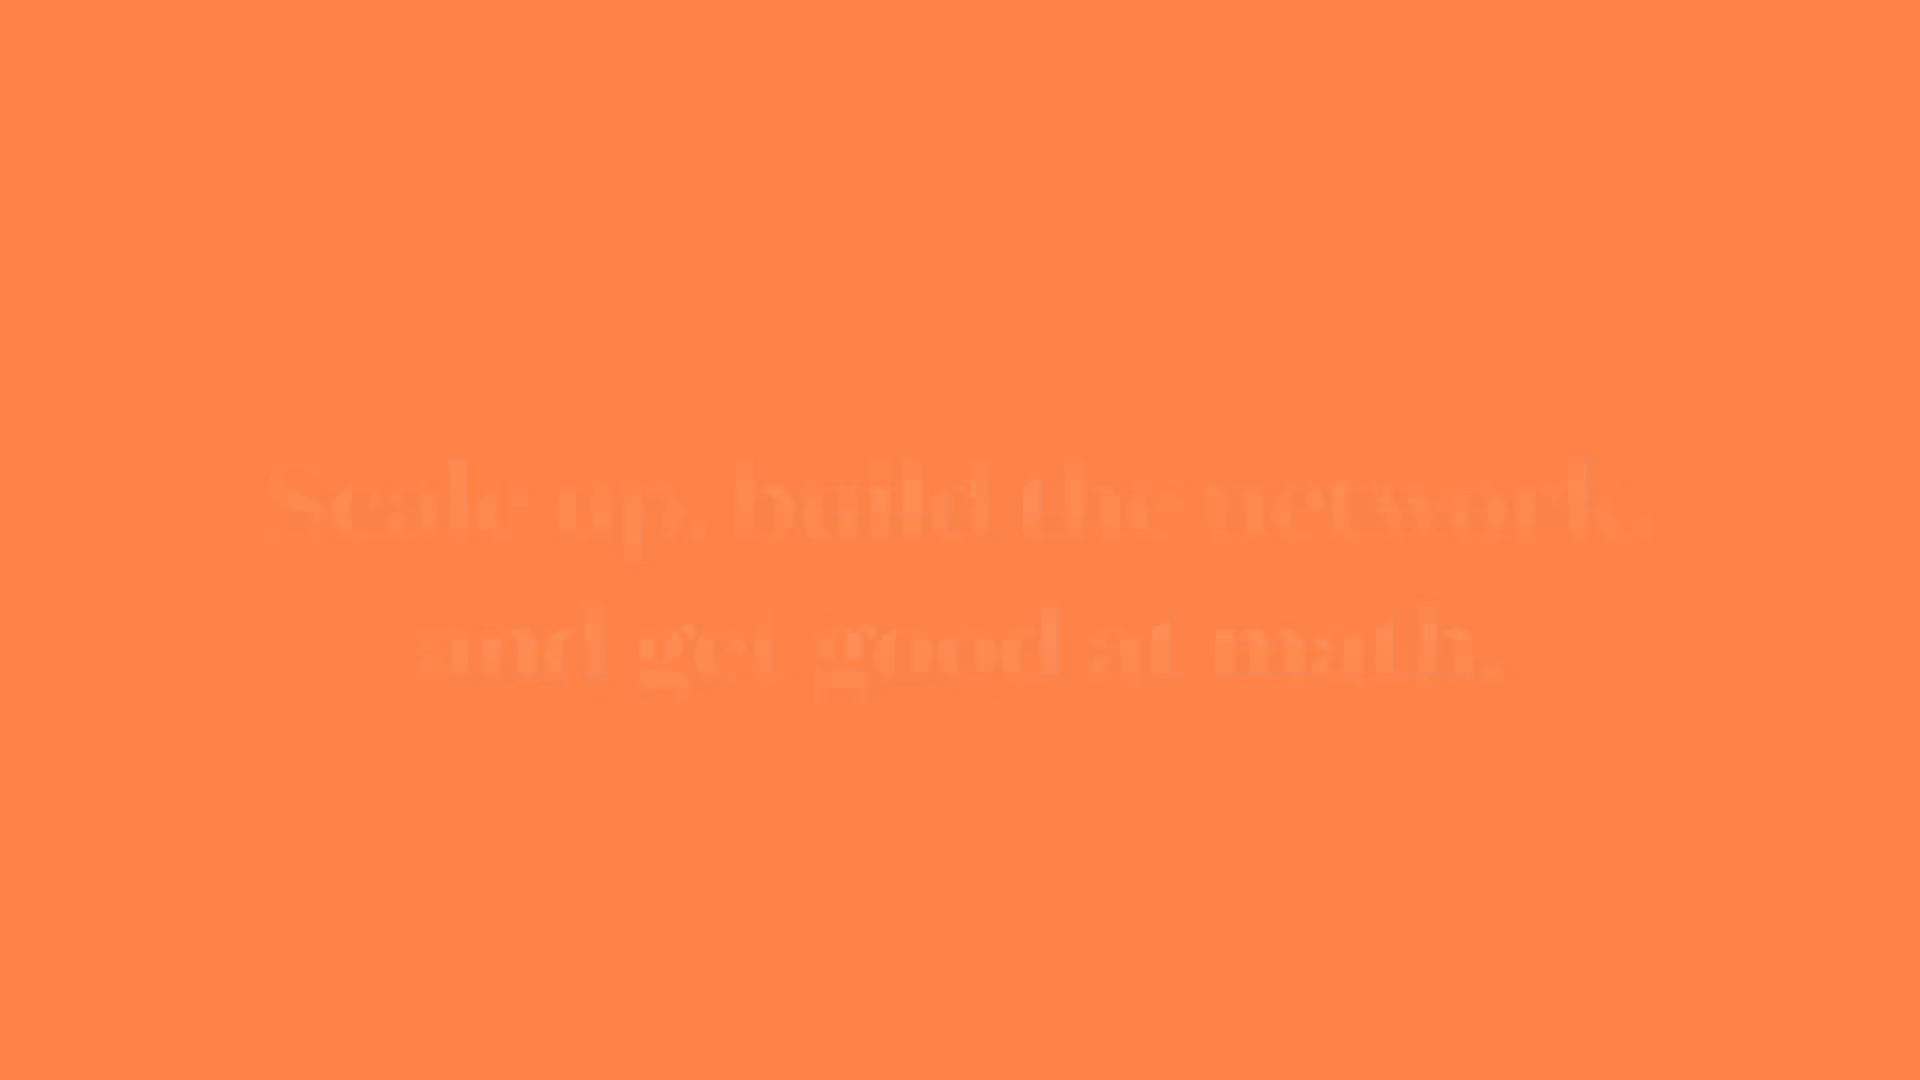 Scale up, build the network,
and get good at math.